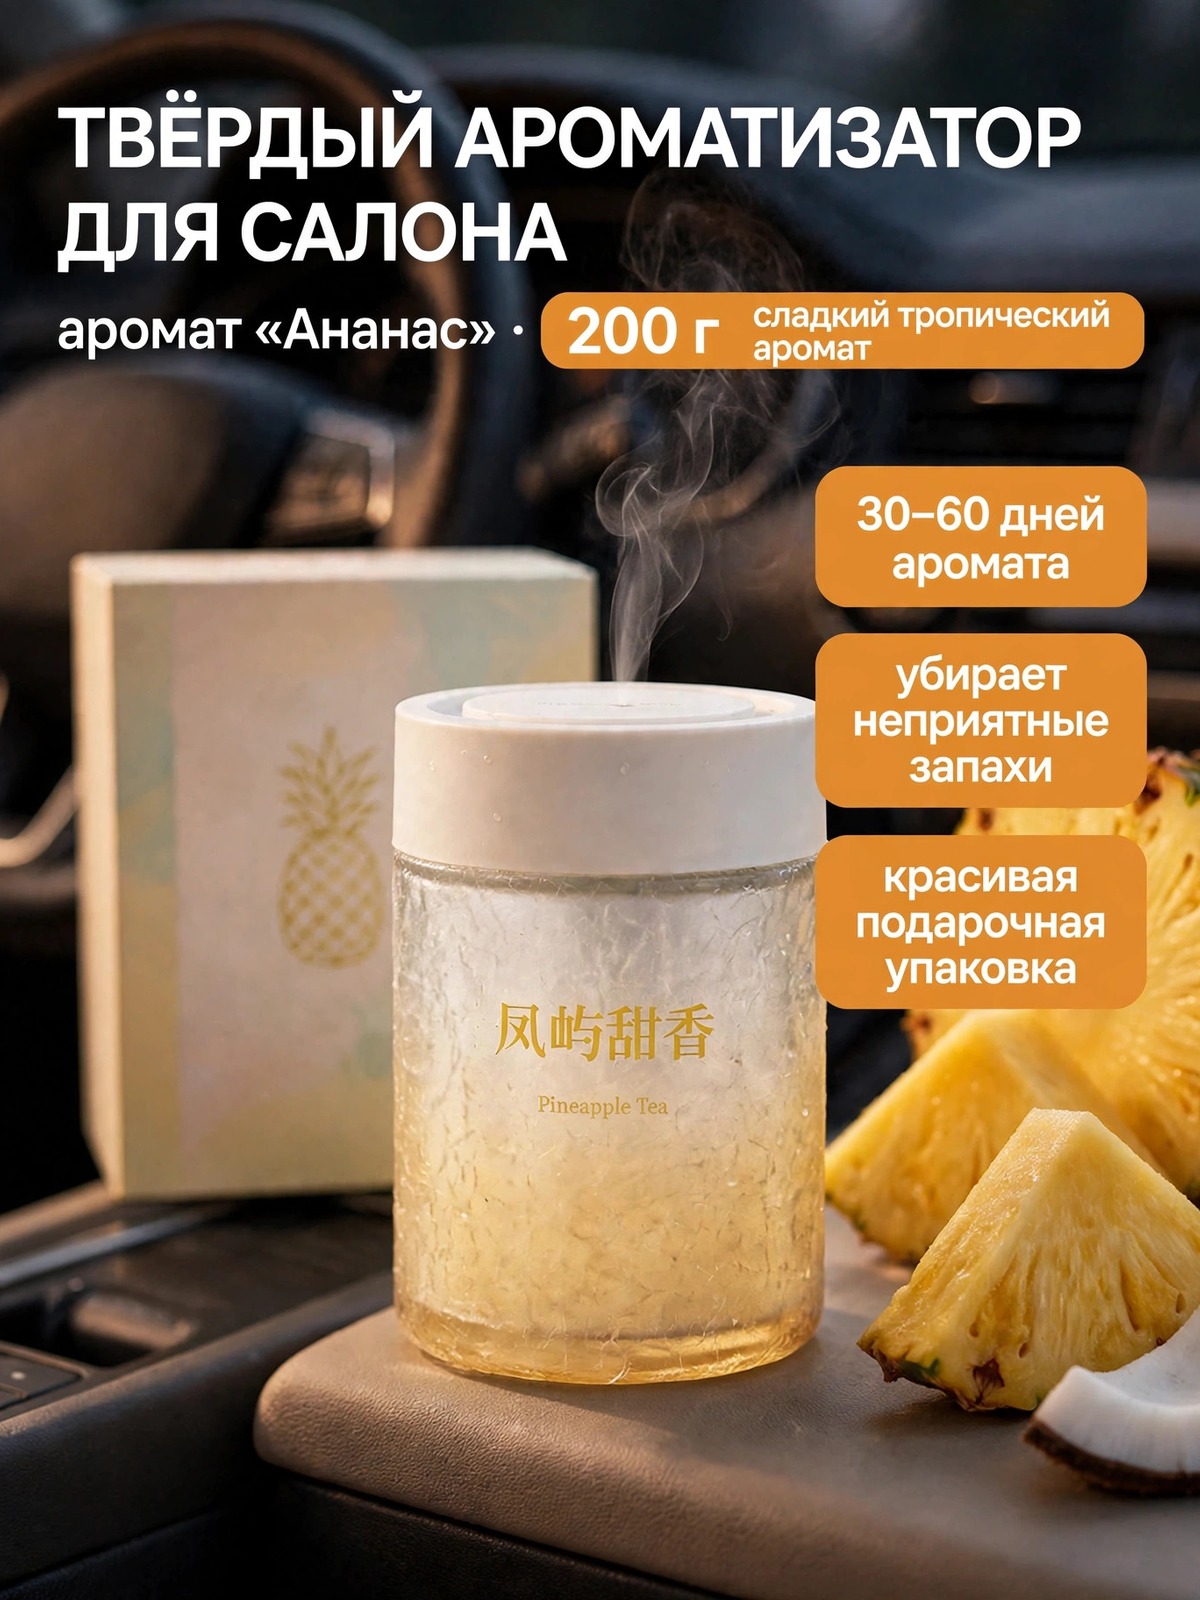 ТВЁРДЫЙ АРОМАТИЗАТОР
ДЛЯ САЛОНА
аромат «Ананас» •
200 г
сладкий тропический
аромат
30–60 дней
аромата
убирает
неприятные
запахи
красивая
подарочная
упаковка
凤屿甜香
Pineapple Tea